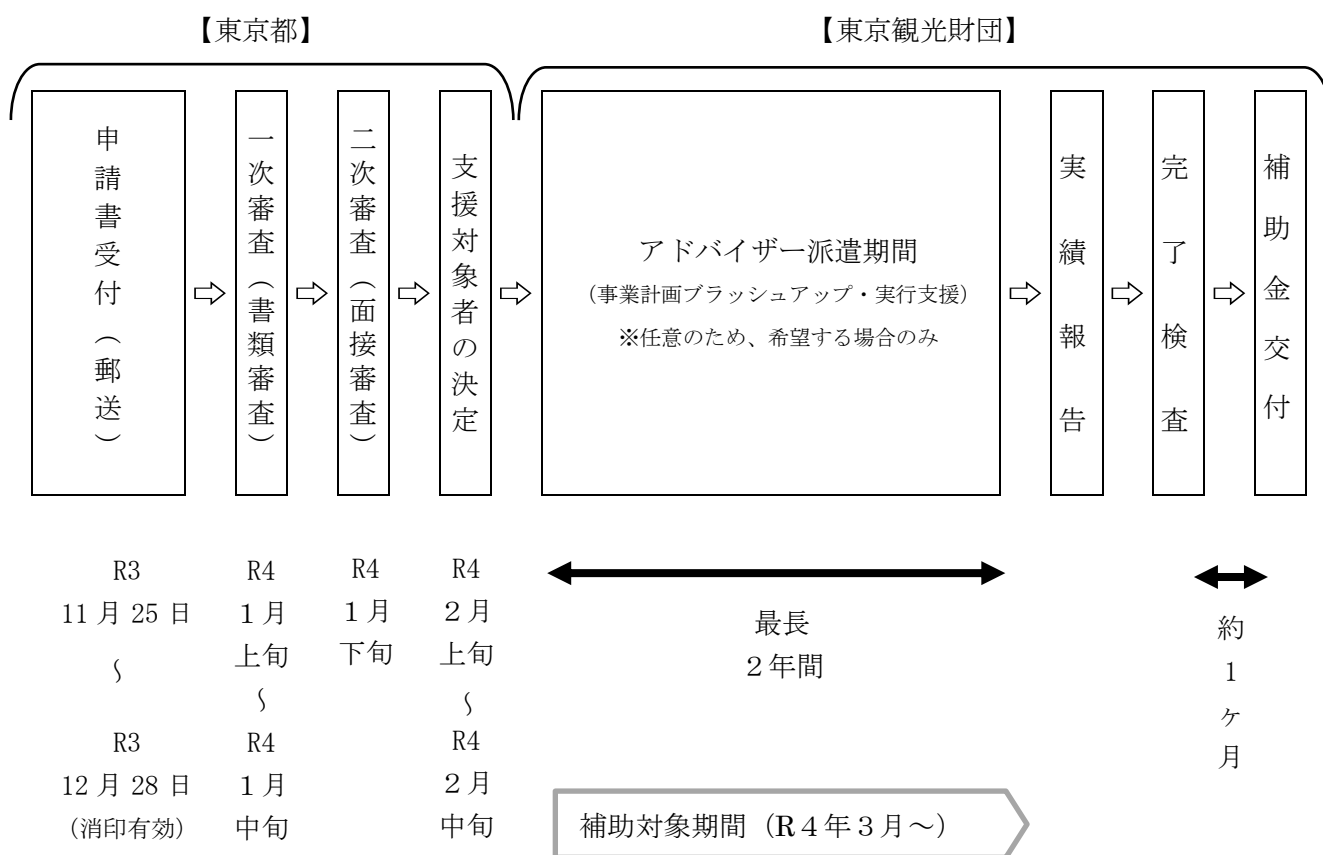 【東京都】
【東京観光財団】
申請書受付（郵送）
一次審査（書類審査）
二次審査（面接審査）
支援対象者の決定
アドバイザー派遣期間
（事業計画ブラッシュアップ・実行支援）
※任意のため、希望する場合のみ
実績報告
完了検査
補助金交付
R3
11月25日
～
R3
12月28日
（消印有効）
R4
１月
上旬
～
R4
１月
中旬
R4
１月
下旬
R4
２月
上旬
～
R4
２月
中旬
最長
２年間
約１ヶ月
補助対象期間（R４年３月～）